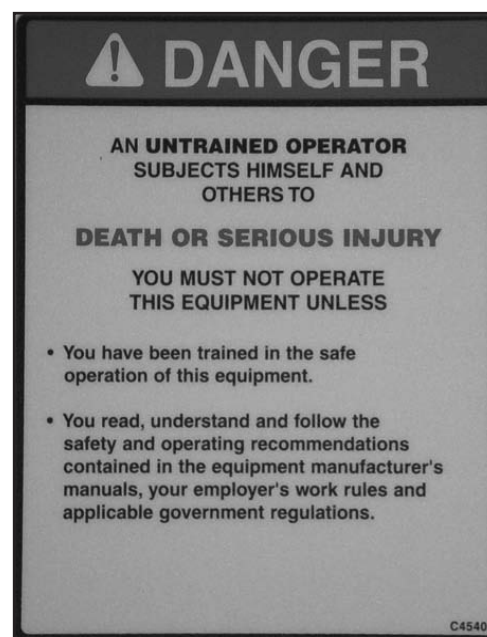 DANGER
AN UNTRAINED OPERATOR
SUBJECTS HIMSELF AND
OTHERS TO
DEATH OR SERIOUS INJURY
YOU MUST NOT OPERATE
THIS EQUIPMENT UNLESS
• You have been trained in the safe
operation of this equipment.
• You read, understand and follow the
safety and operating recommendations
contained in the equipment manufacturer's
manuals, your employer's work rules and
applicable government regulations.
C4540